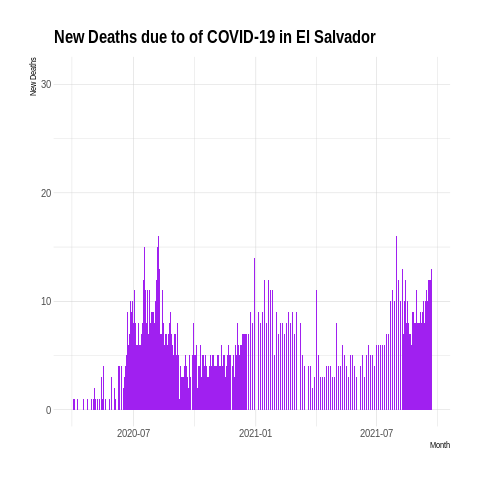 New Deaths due to of COVID-19 in El Salvador
New Deaths
30
20
10
0
2020-07
2021-01
2021-07
Month